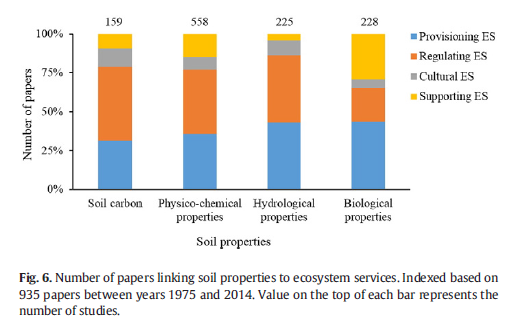 159 558 225 228
100%
75%
50%
25%
0%
Number of papers
Soil carbon Physico-chemical properties Hydrological properties Biological properties
Soil properties
Provisioning ES
Regulating ES
Cultural ES
Supporting ES
Fig. 6. Number of papers linking soil properties to ecosystem services. Indexed based on
935 papers between years 1975 and 2014. Value on the top of each bar represents the
number of studies.